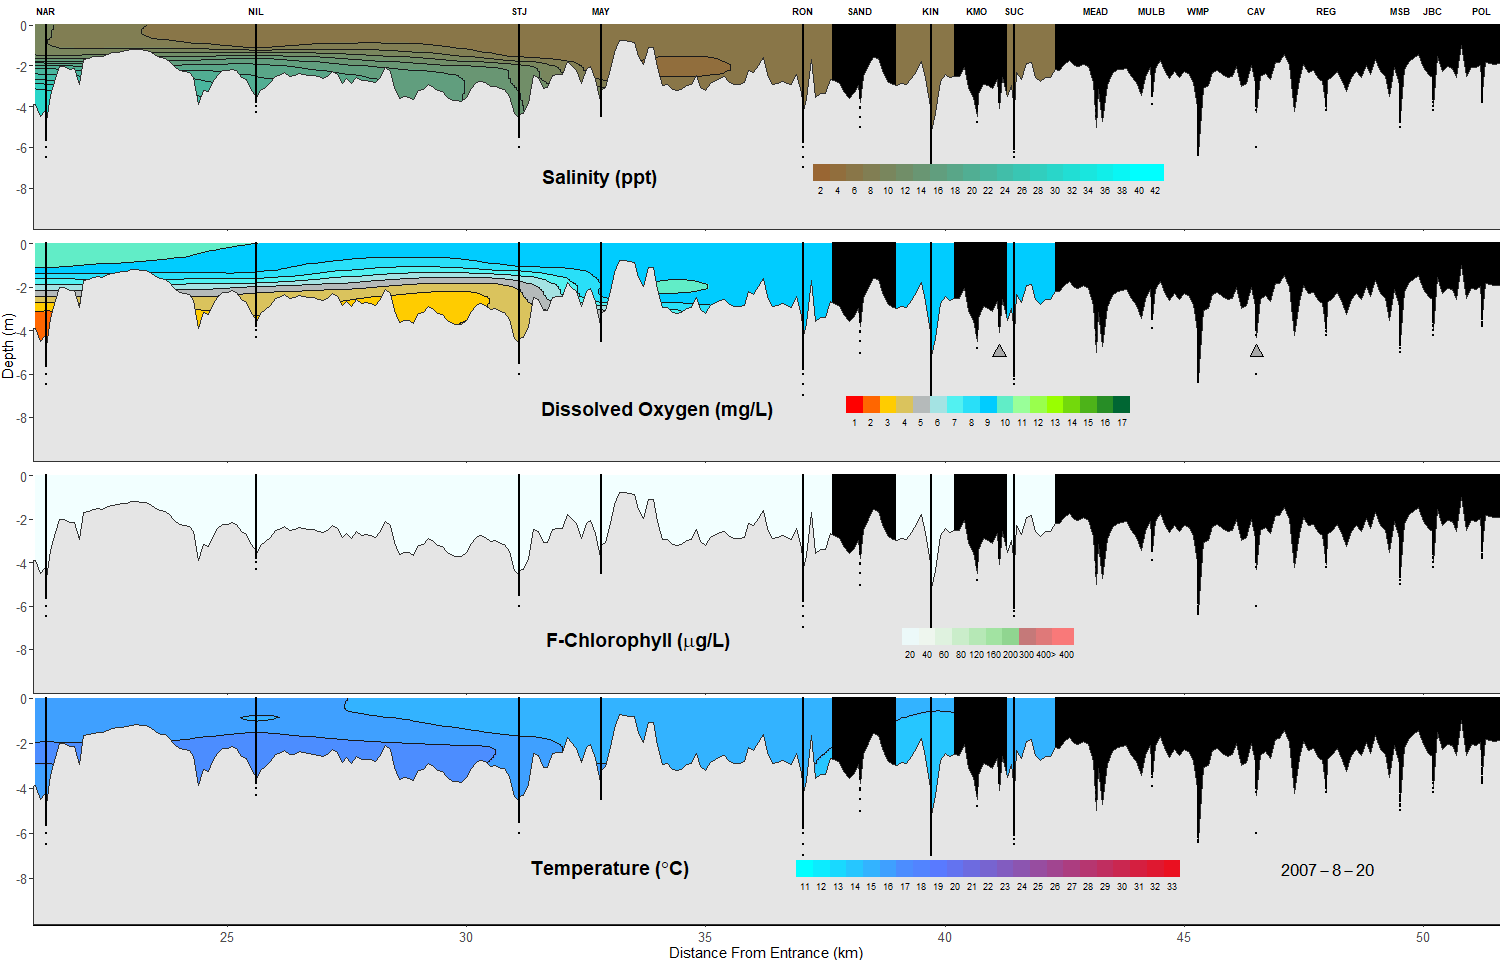 NAR NIL STJ MAY RON SAND KIN KMO SUC MEAD MULB WMP CAV REG MSB JBC POL
0
-2
-4
-6
-8
Salinity (ppt)
2 4 6 8 10 12 14 16 18 20 22 24 26 28 30 32 34 36 38 40 42
0
-2
-4
-6
-8
Depth (m)
Dissolved Oxygen (mg/L)
1 2 3 4 5 6 7 8 9 10 11 12 13 14 15 16 17
0
-2
-4
-6
-8
F-Chlorophyll (μg/L)
20 40 60 80 120 160 200 300 400 > 400
0
-2
-4
-6
-8
Temperature (°C)
11 12 13 14 15 16 17 18 19 20 21 22 23 24 25 26 27 28 29 30 31 32 33
2007 – 8 – 20
25 30 35 40 45 50
Distance From Entrance (km)